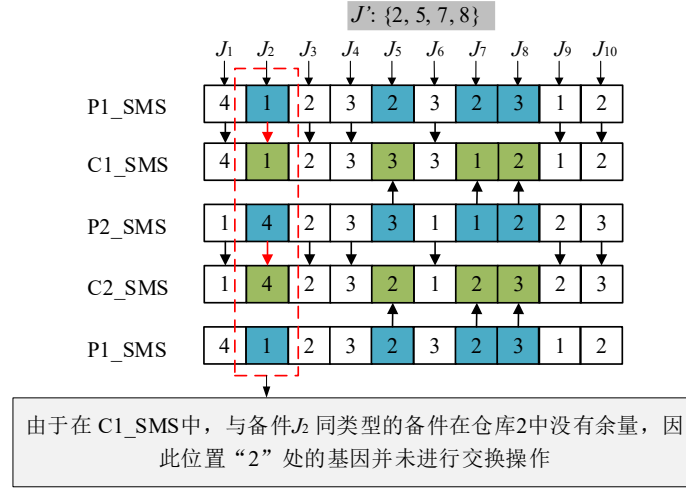 J': {2, 5, 7, 8}
J1 J2 J3 J4 J5 J6 J7 J8 J9 J10
P1_SMS 4 1 2 3 2 3 2 3 1 2
C1_SMS 4 1 2 3 3 3 1 2 1 2
P2_SMS 1 4 2 3 3 1 1 2 2 3
C2_SMS 1 4 2 3 2 1 2 3 2 3
P1_SMS 4 1 2 3 2 3 2 3 1 2
由于在 C1_SMS中，与备件J2 同类型的备件在仓库2中没有余量，因
此位置“2”处的基因并未进行交换操作